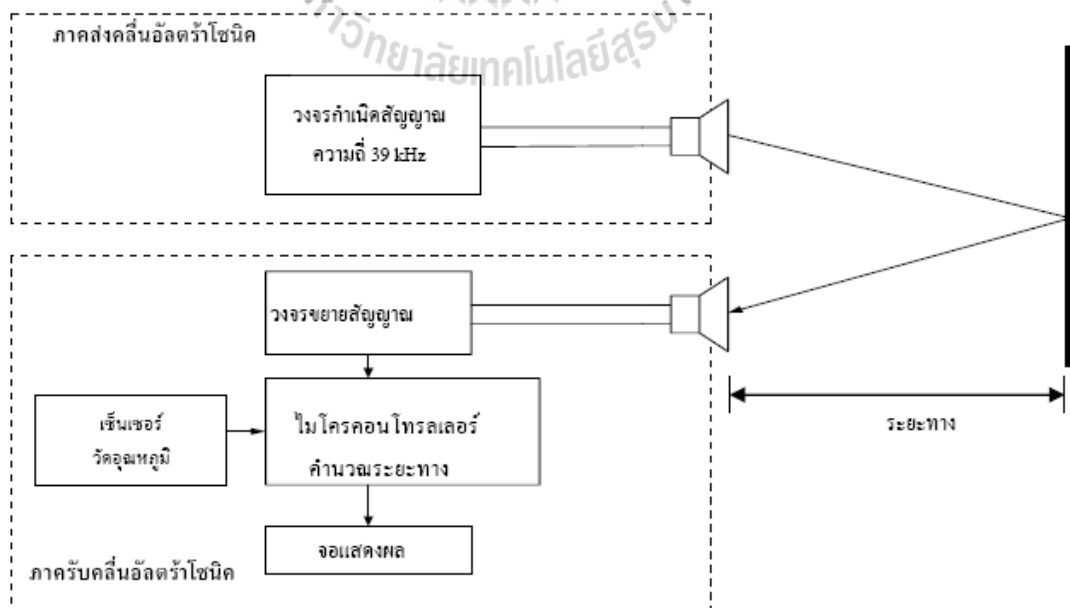 ภาคส่งคลื่นอัลตร้าโซนิค
วงจรกำเนิดสัญญาณ
ความถี่ 39 kHz
วงจรขยายสัญญาณ
เซ็นเซอร์
วัดอุณหภูมิ
ไมโครคอนโทรลเลอร์
คำนวณระยะทาง
ระยะทาง
จอแสดงผล
ภาครับคลื่นอัลตร้าโซนิค